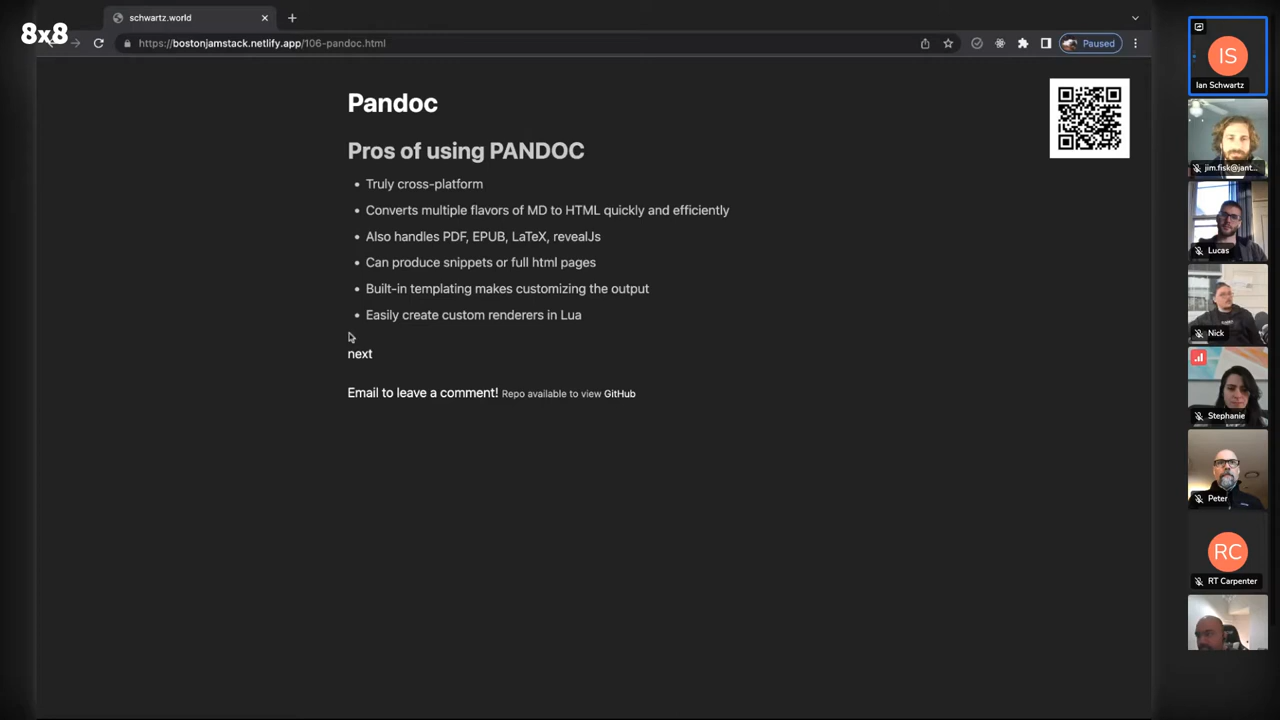 8x8
schwartz.world
https://bostonjamstack.netlify.app/106-pandoc.html
Paused
Pandoc
Pros of using PANDOC
• Truly cross-platform
• Converts multiple flavors of MD to HTML quickly and efficiently
• Also handles PDF, EPUB, LaTeX, revealJs
• Can produce snippets or full html pages
• Built-in templating makes customizing the output
• Easily create custom renderers in Lua
next
Email to leave a comment! Repo available to view GitHub
IS
Ian Schwartz
jim.fisk@jant...
Lucas
Nick
Stephanie
Peter
RC
RT Carpenter